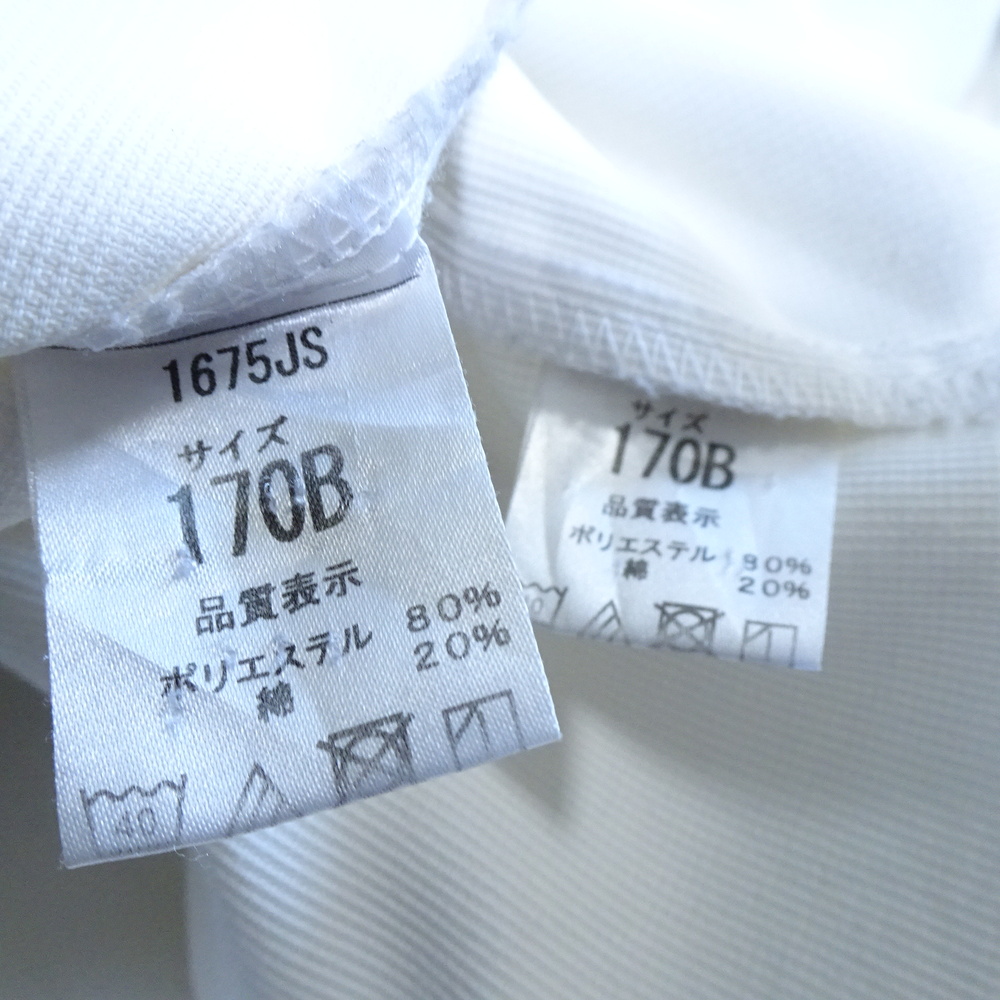 1675JS
サイズ
170B
品質表示
ポリエステル 80%
綿 20%
40
サイズ
170B
品質表示
ポリエステル 80%
綿 20%